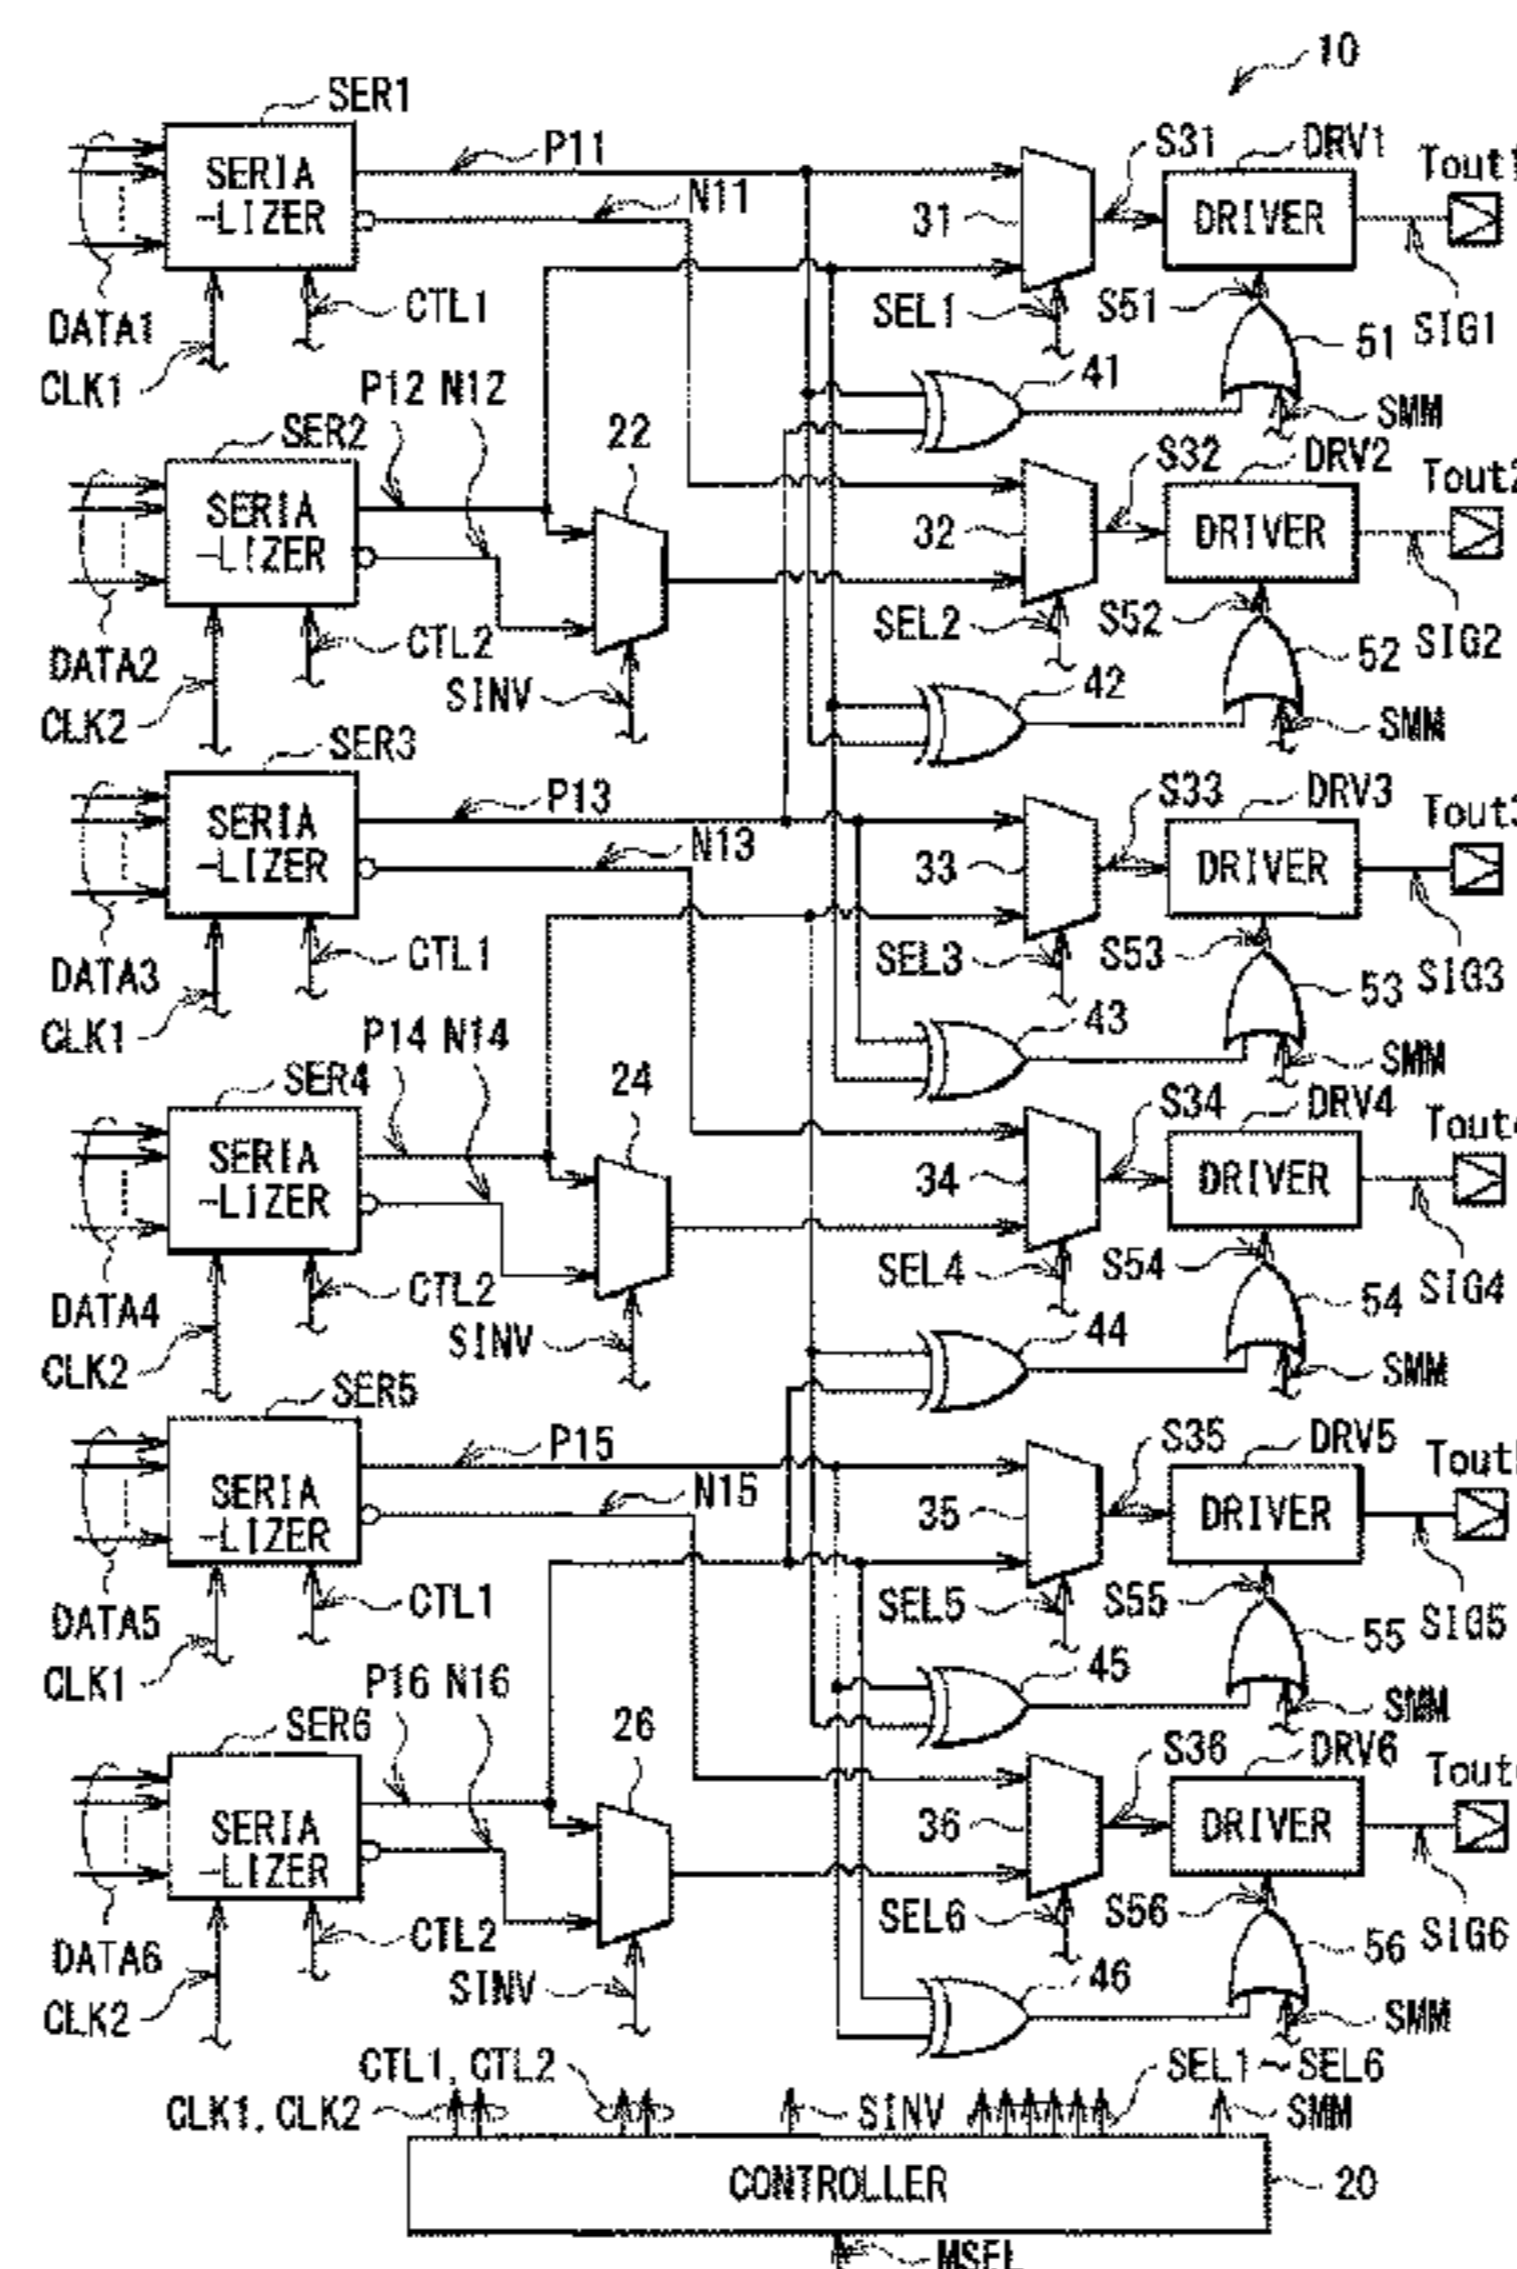 10
SER1
P11
S31
DRV1
Tout1
SERIA
-LIZER
N11
31
DRIVER
DATA1
CTL1
SEL1
S51
51
SIG1
CLK1
P12 N12
41
SMM
SER2
22
S32
DRV2
Tout2
SERIA
-LIZER
32
DRIVER
DATA2
CTL2
SEL2
S52
52
SIG2
CLK2
SINV
42
SMM
SER3
P13
S33
DRV3
Tout3
SERIA
-LIZER
N13
33
DRIVER
DATA3
CTL1
SEL3
S53
53
SIG3
CLK1
P14 N14
43
SMM
SER4
24
S34
DRV4
SERIA
-LIZER
34
DRIVER
DATA4
CTL2
SEL4
S54
54
SIG4
CLK2
SINV
44
SMM
SER5
P15
S35
DRV5
SERIA
-LIZER
N15
35
DRIVER
DATA5
CTL1
SEL5
S55
55
SIG5
CLK1
P16 N16
45
SMM
SER6
26
S36
DRV6
SERIA
-LIZER
36
DRIVER
DATA6
CTL2
SEL6
S56
56
SIG6
CLK2
SINV
46
SMM
CTL1, CTL2
SEL1~SEL6
CLK1, CLK2
SINV
SMM
CONTROLLER
20
MSEL